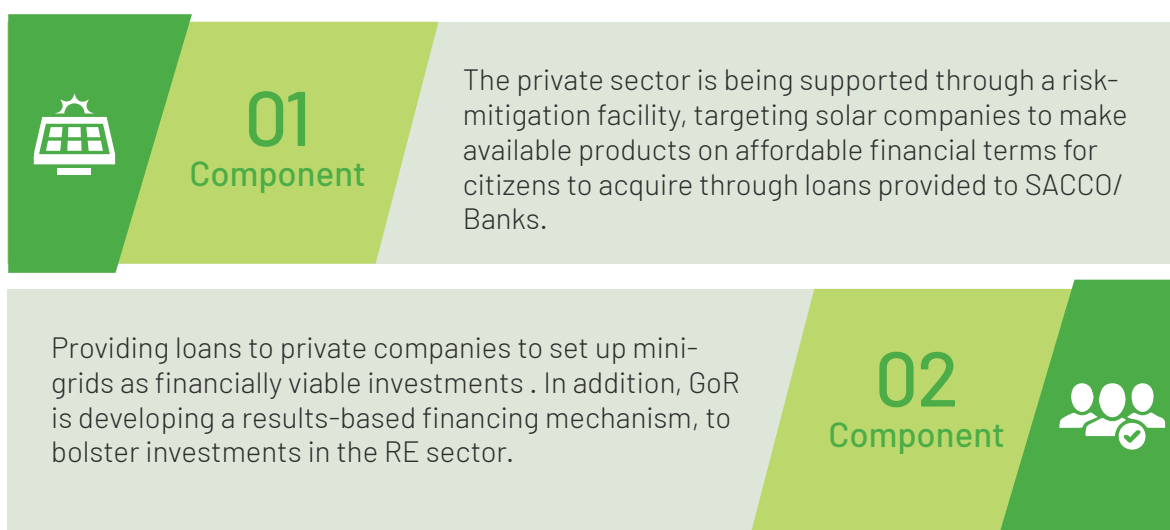 01
Component
The private sector is being supported through a risk-
mitigation facility, targeting solar companies to make
available products on affordable financial terms for
citizens to acquire through loans provided to SACCO/
Banks.
Providing loans to private companies to set up mini-
grids as financially viable investments . In addition, GoR
is developing a results-based financing mechanism, to
bolster investments in the RE sector.
02
Component